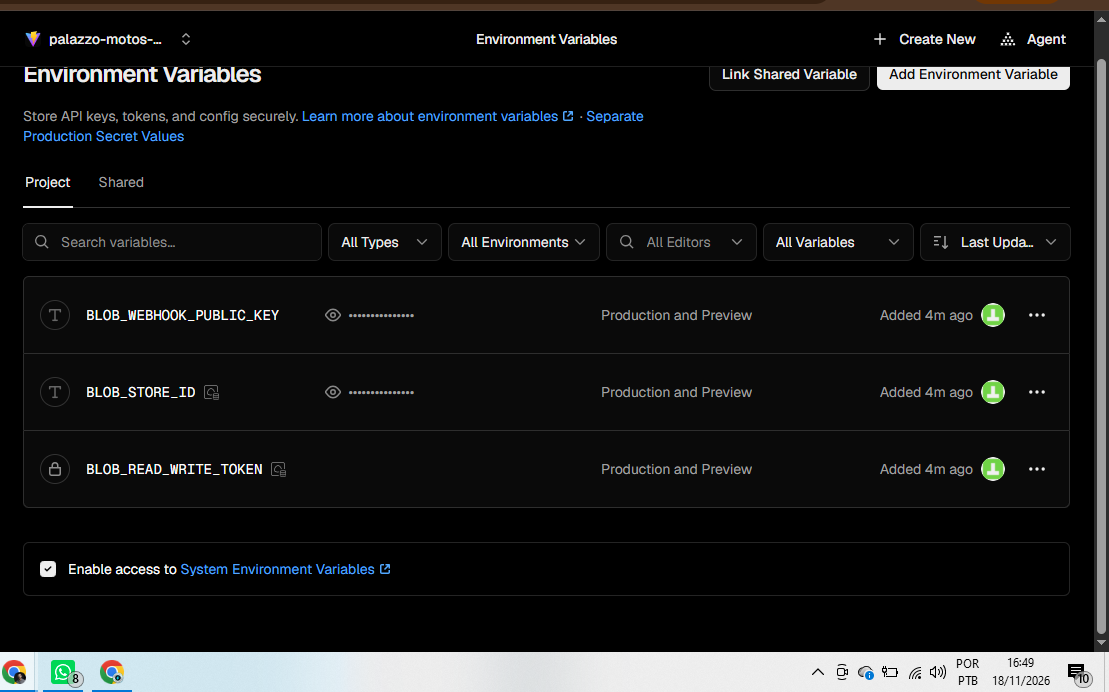 palazzo-motos-...
Environment Variables
Create New
Agent
Environment Variables
Link Shared Variable
Add Environment Variable
Store API keys, tokens, and config securely. Learn more about environment variables · Separate
Production Secret Values
Project
Shared
Search variables...
All Types
All Environments
All Editors
All Variables
Last Upda...
BLOB_WEBHOOK_PUBLIC_KEY
••••••••••••••
Production and Preview
Added 4m ago
BLOB_STORE_ID
••••••••••••••
Production and Preview
Added 4m ago
BLOB_READ_WRITE_TOKEN
Production and Preview
Added 4m ago
Enable access to System Environment Variables
8
POR
PTB
16:49
18/11/2026
10